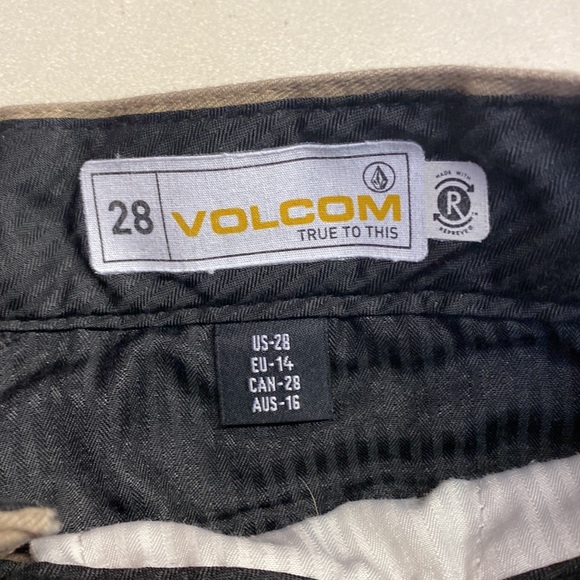 28
VOLCOM
TRUE TO THIS
MADE WITH
R
REPREVE®
US-28
EU-14
CAN-28
AUS-16